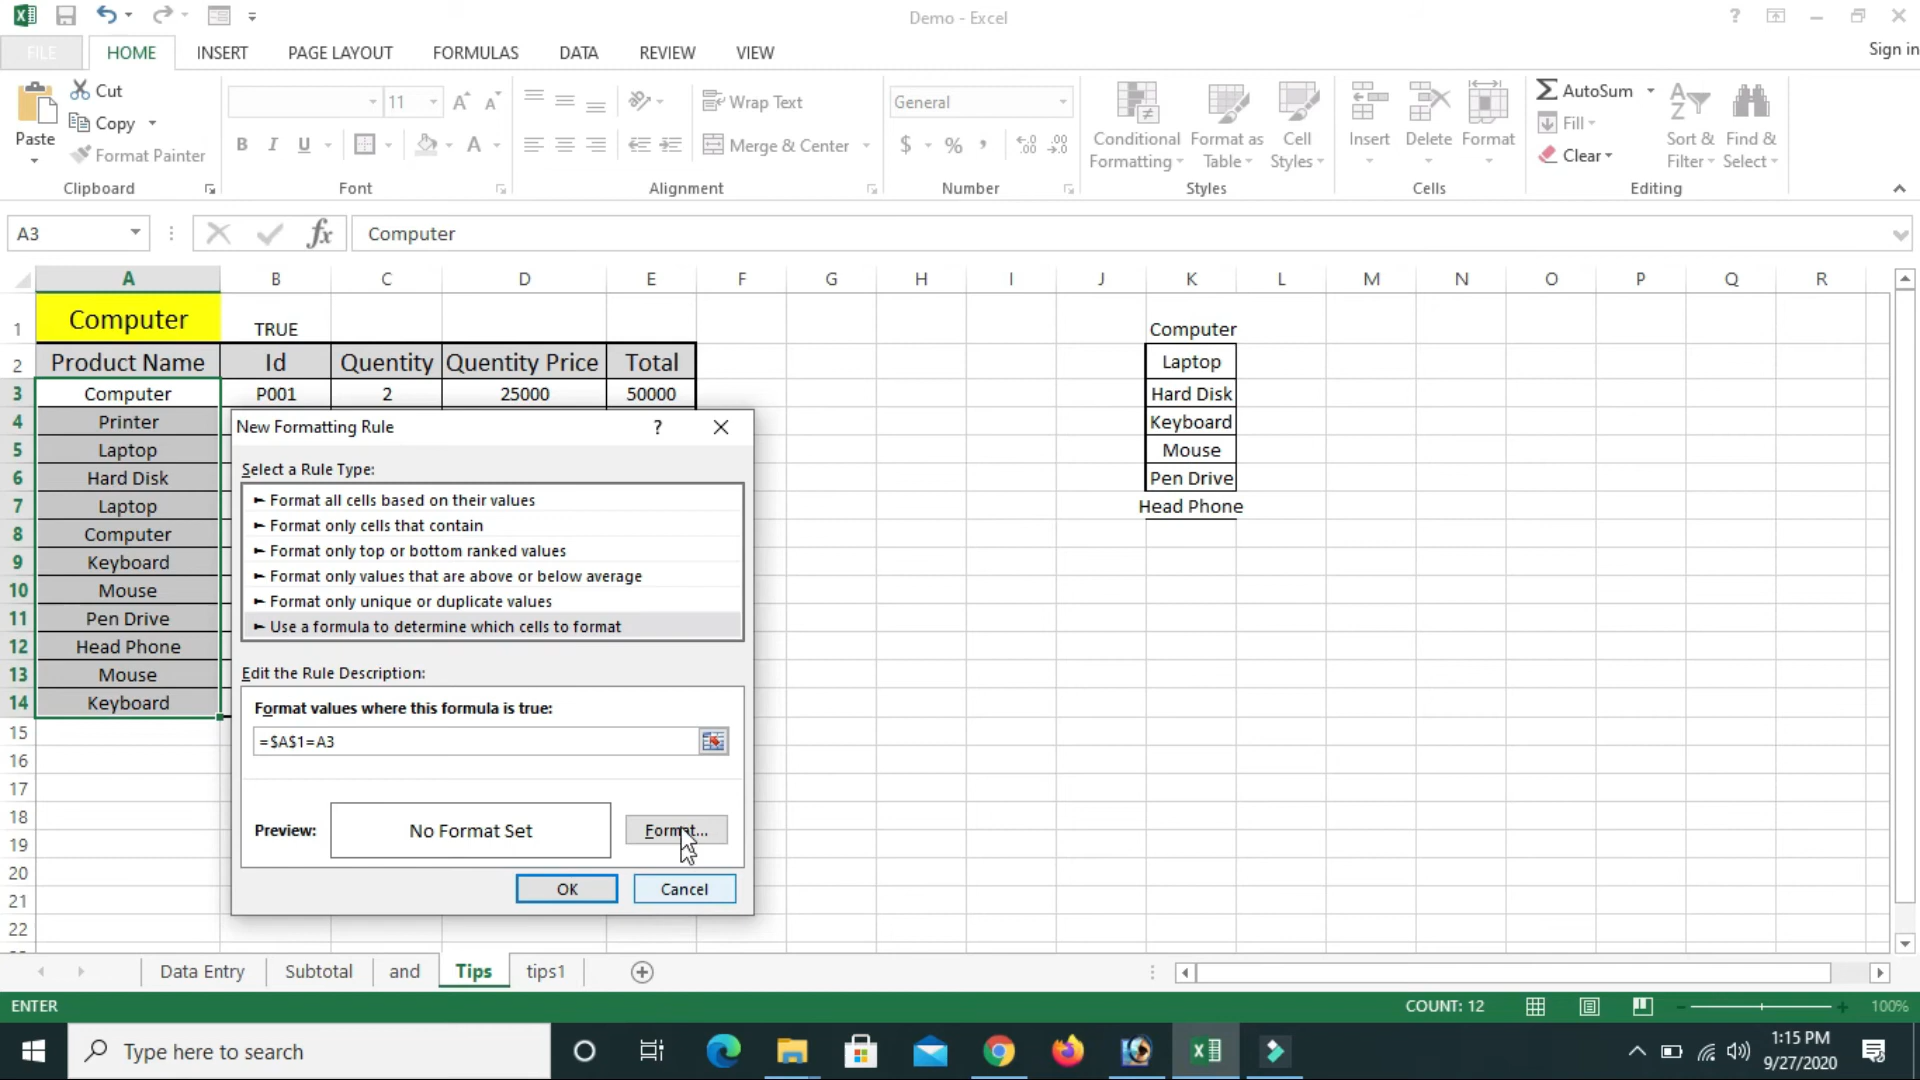 Demo - Excel
?
FILE
HOME
INSERT
PAGE LAYOUT
FORMULAS
DATA
REVIEW
VIEW
Sign in
Paste
Cut
Copy
Format Painter
Clipboard
11
B I U
Font
Wrap Text
Merge & Center
Alignment
General
$ % ,
Number
Conditional Formatting
Format as Table
Cell Styles
Styles
Insert
Delete
Format
Cells
AutoSum
Fill
Clear
Sort & Filter
Find & Select
Editing
A3
fx
Computer
A B C D E F G H I J K L M N O P Q R
1 Computer TRUE Computer
2 Product Name Id Quentity Quentity Price Total Laptop
3 Computer P001 2 25000 50000 Hard Disk
4 Printer Keyboard
5 Laptop Mouse
6 Hard Disk Pen Drive
7 Laptop Head Phone
8 Computer
9 Keyboard
10 Mouse
11 Pen Drive
12 Head Phone
13 Mouse
14 Keyboard
15
16
17
18
19
20
21
22
New Formatting Rule
?
Select a Rule Type:
► Format all cells based on their values
► Format only cells that contain
► Format only top or bottom ranked values
► Format only values that are above or below average
► Format only unique or duplicate values
► Use a formula to determine which cells to format
Edit the Rule Description:
Format values where this formula is true:
=$A$1=A3
Preview:
No Format Set
Format...
OK
Cancel
Data Entry
Subtotal
and
Tips
tips1
ENTER
COUNT: 12
100%
Type here to search
1:15 PM
9/27/2020